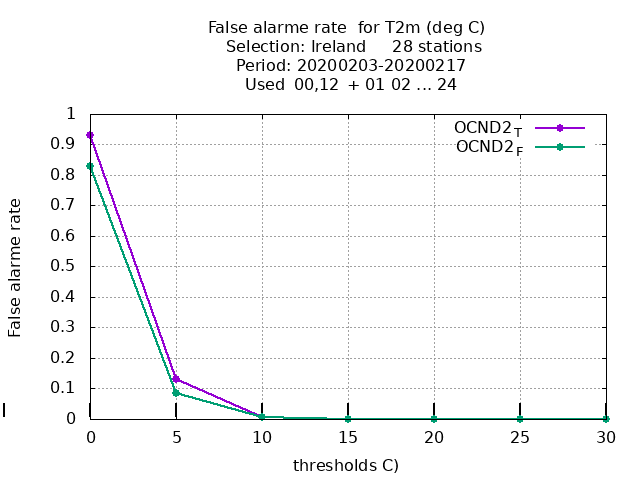 False alarme rate for T2m (deg C)
Selection: Ireland 28 stations
Period: 20200203-20200217
Used 00,12 + 01 02 ... 24
OCND2_T
OCND2_F
False alarme rate
1
0.9
0.8
0.7
0.6
0.5
0.4
0.3
0.2
0.1
0
0 5 10 15 20 25 30
thresholds C)